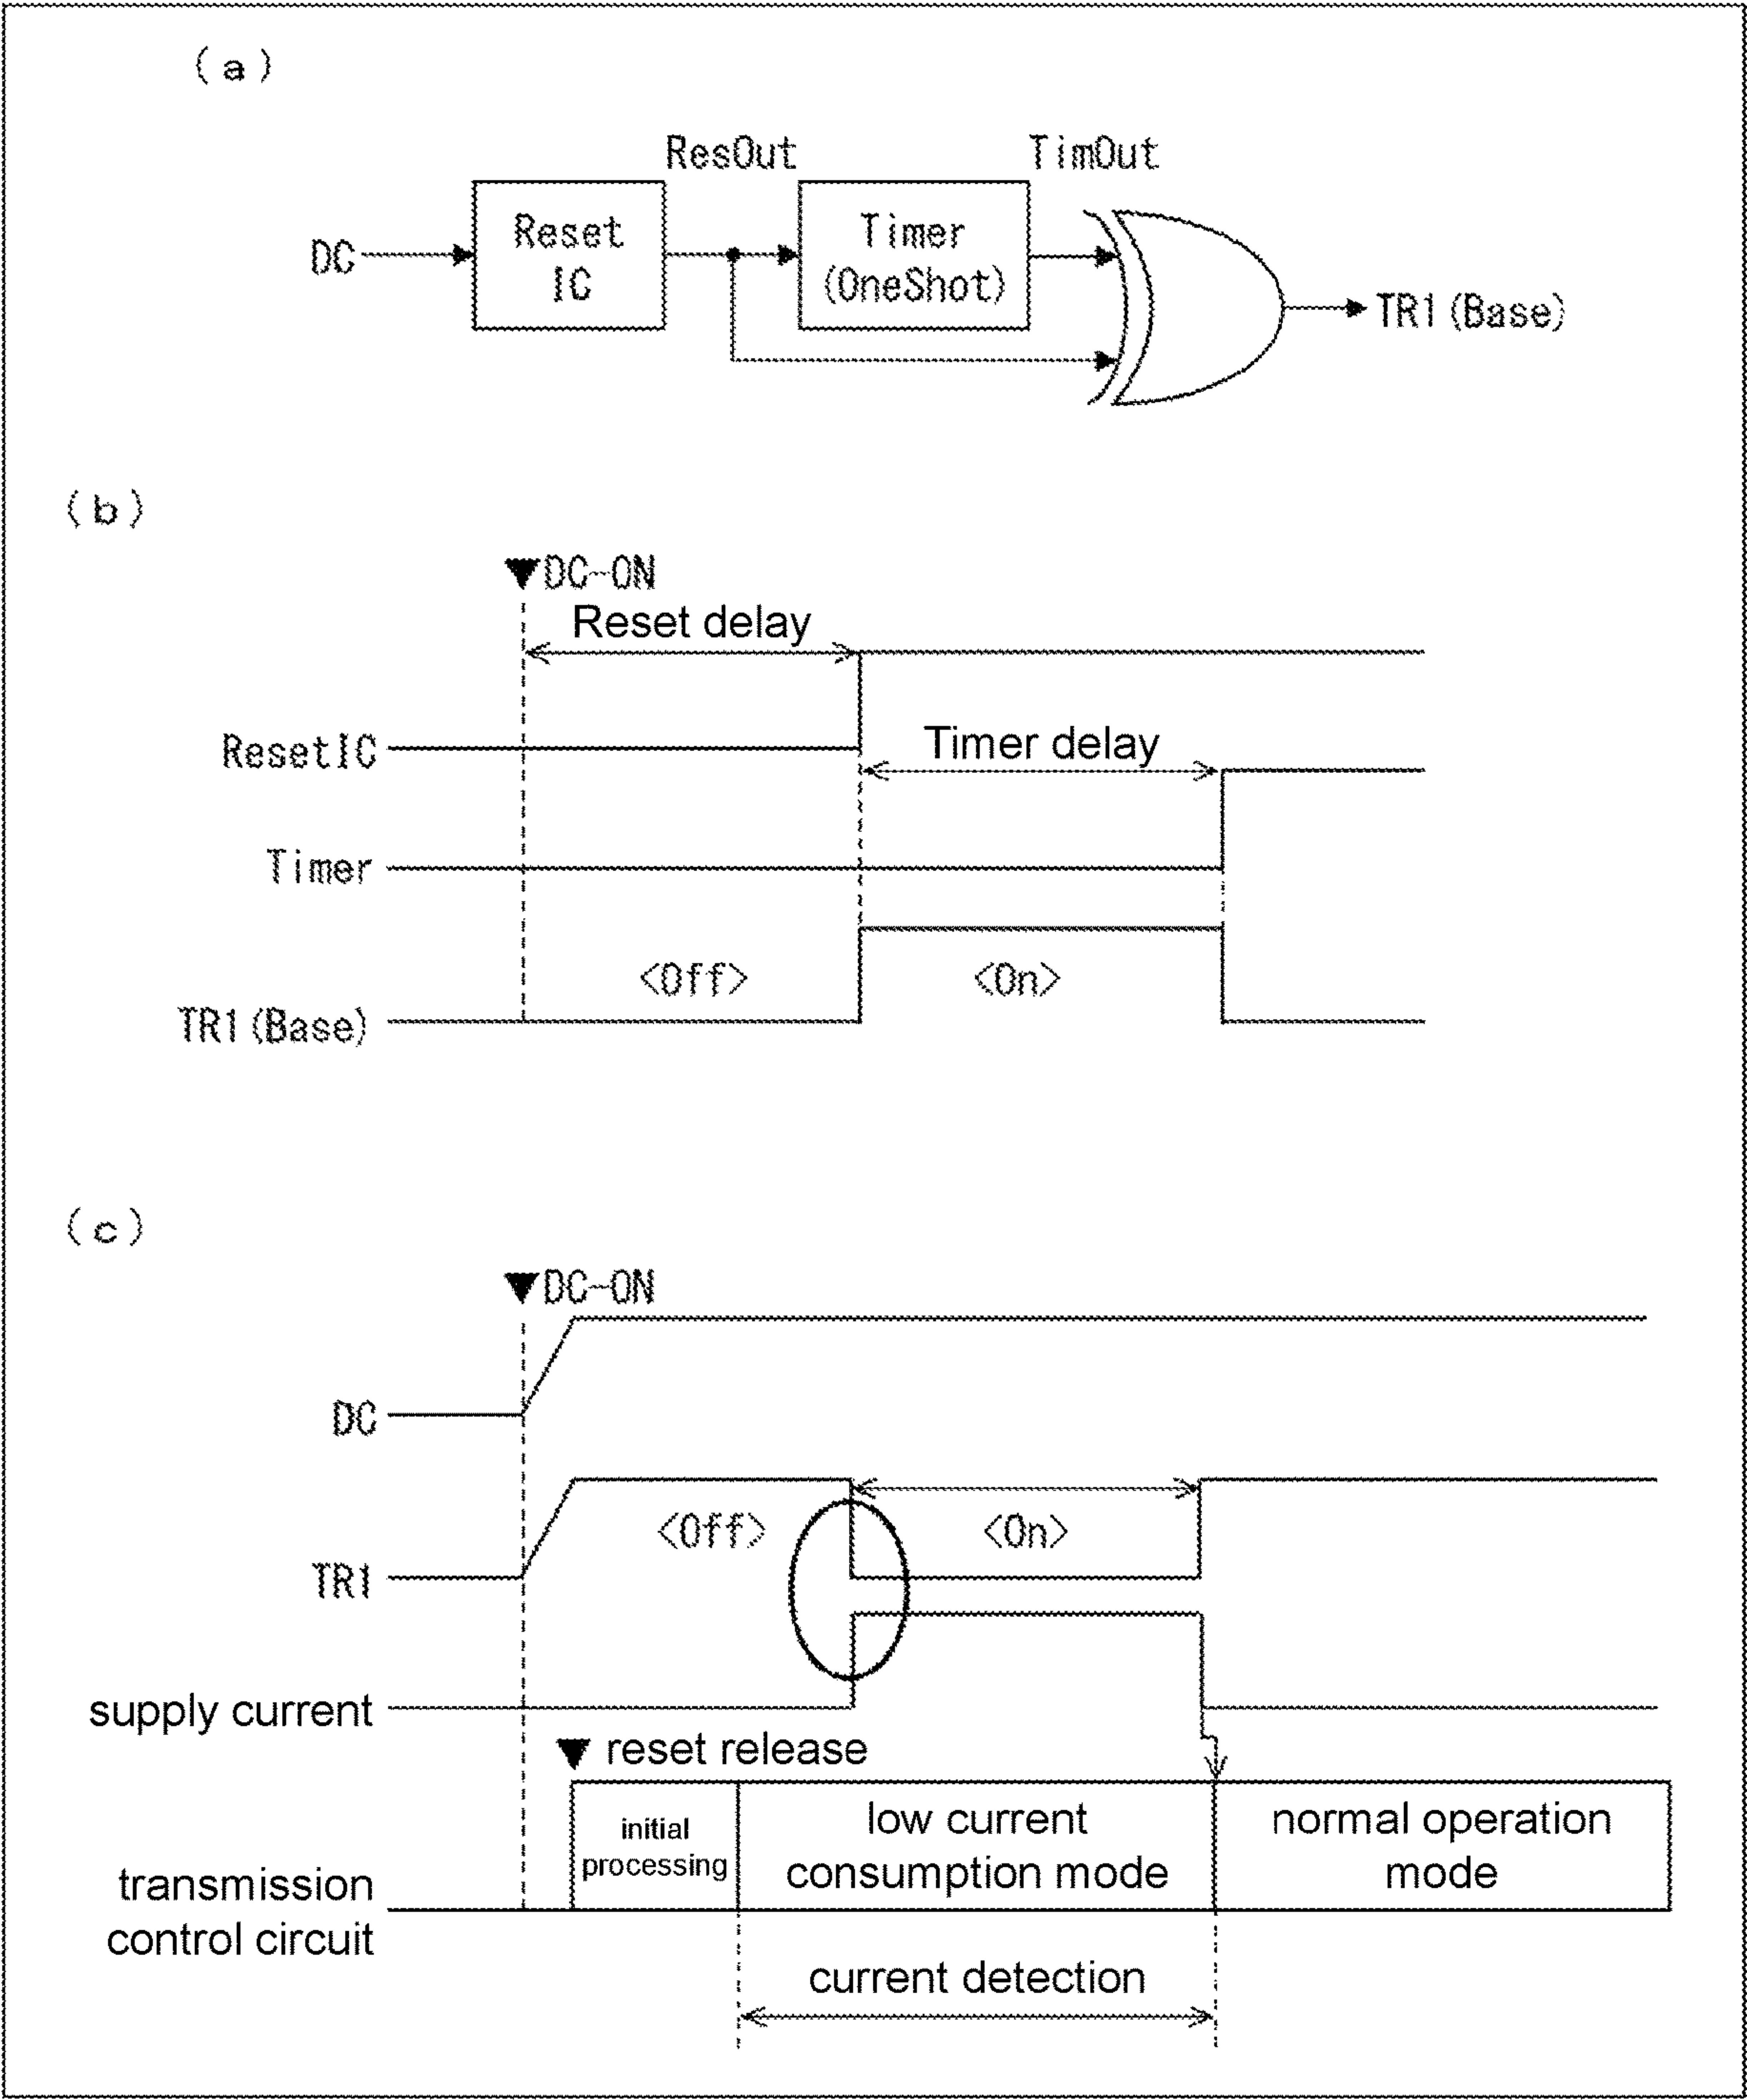 (a)
ResOut
TimOut
DC
Reset
IC
Timer
(OneShot)
TR1(Base)
(b)
▼DC-ON
Reset delay
ResetIC
Timer delay
Timer
<Off>
<On>
TR1(Base)
(c)
▼DC-ON
DC
<Off>
<On>
TR1
supply current
▼ reset release
initial
processing
low current
consumption mode
normal operation
mode
transmission
control circuit
current detection